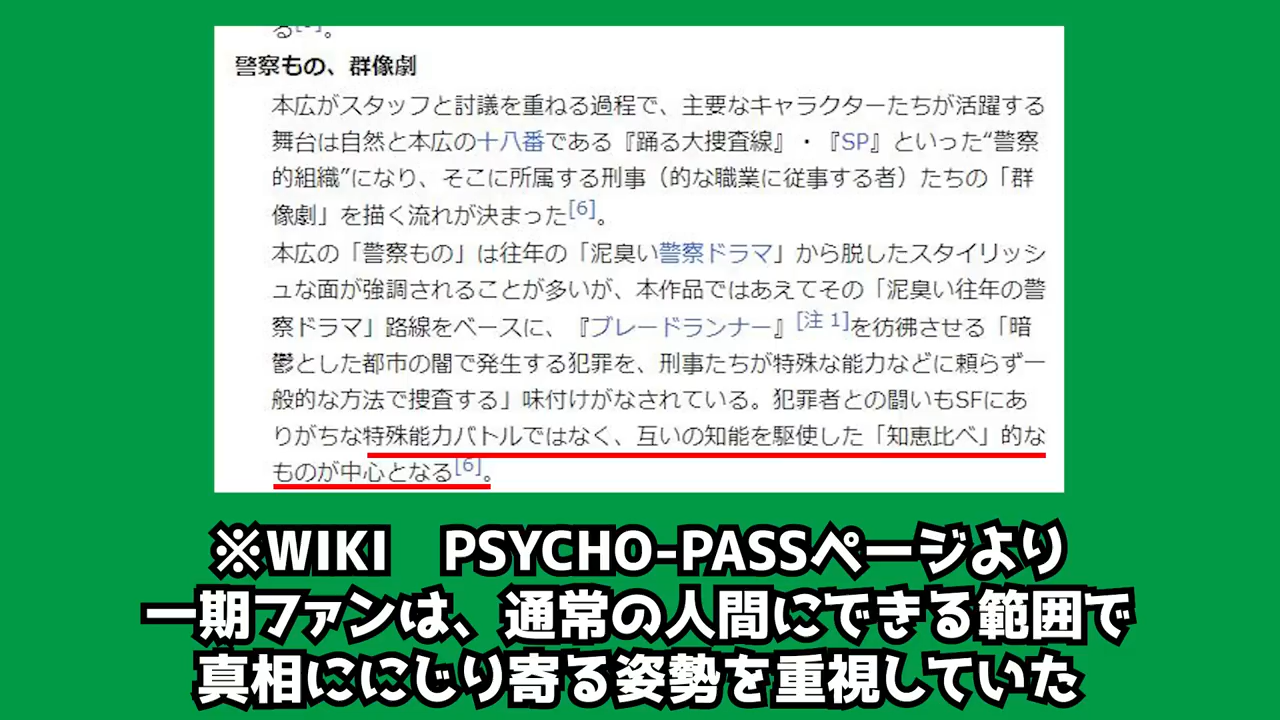 る[5]。
警察もの、群像劇
本広がスタッフと討議を重ねる過程で、主要なキャラクターたちが活躍する
舞台は自然と本広の十八番である『踊る大捜査線』・『SP』といった“警察
的組織”になり、そこに所属する刑事（的な職業に従事する者）たちの「群
像劇」を描く流れが決まった[6]。
本広の「警察もの」は往年の「泥臭い警察ドラマ」から脱したスタイリッシ
ュな面が強調されることが多いが、本作品ではあえてその「泥臭い往年の警
察ドラマ」路線をベースに、『ブレードランナー』[注 1]を彷彿させる「暗
鬱とした都市の闇で発生する犯罪を、刑事たちが特殊な能力などに頼らず一
般的な方法で捜査する」味付けがなされている。犯罪者との闘いもSFにあ
りがちな特殊能力バトルではなく、互いの知能を駆使した「知恵比べ」的な
ものが中心となる[6]。
※WIKI　PSYCHO-PASSページより
一期ファンは、通常の人間にできる範囲で
真相ににじり寄る姿勢を重視していた